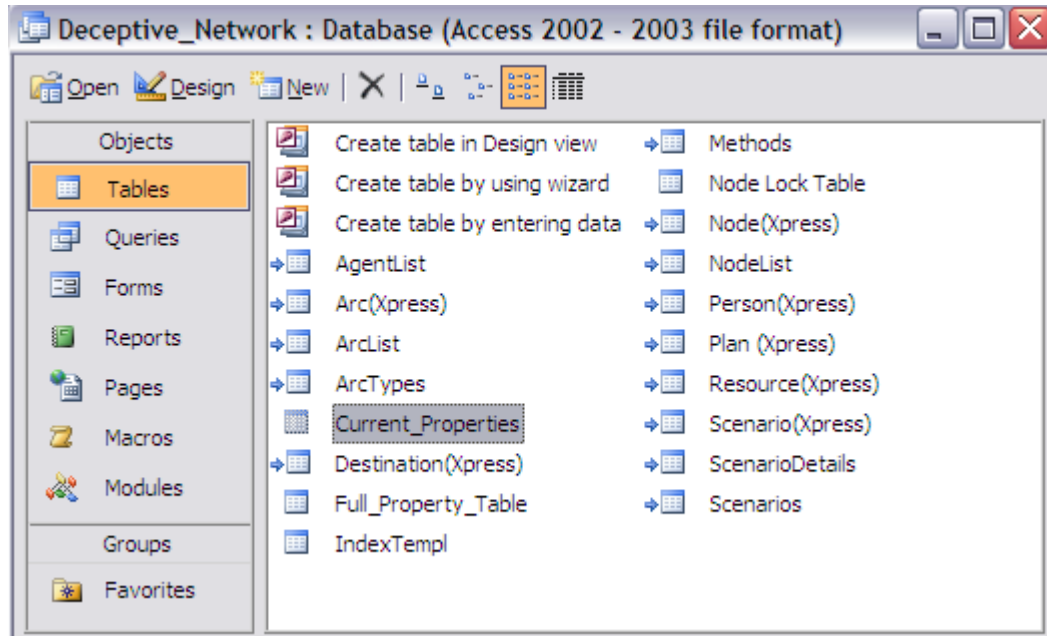 Deceptive_Network : Database (Access 2002 - 2003 file format)
Open Design New
Objects
Tables
Queries
Forms
Reports
Pages
Macros
Modules
Groups
Favorites
Create table in Design view
Create table by using wizard
Create table by entering data
AgentList
Arc(Xpress)
ArcList
ArcTypes
Current_Properties
Destination(Xpress)
Full_Property_Table
IndexTempl
Methods
Node Lock Table
Node(Xpress)
NodeList
Person(Xpress)
Plan (Xpress)
Resource(Xpress)
Scenario(Xpress)
ScenarioDetails
Scenarios